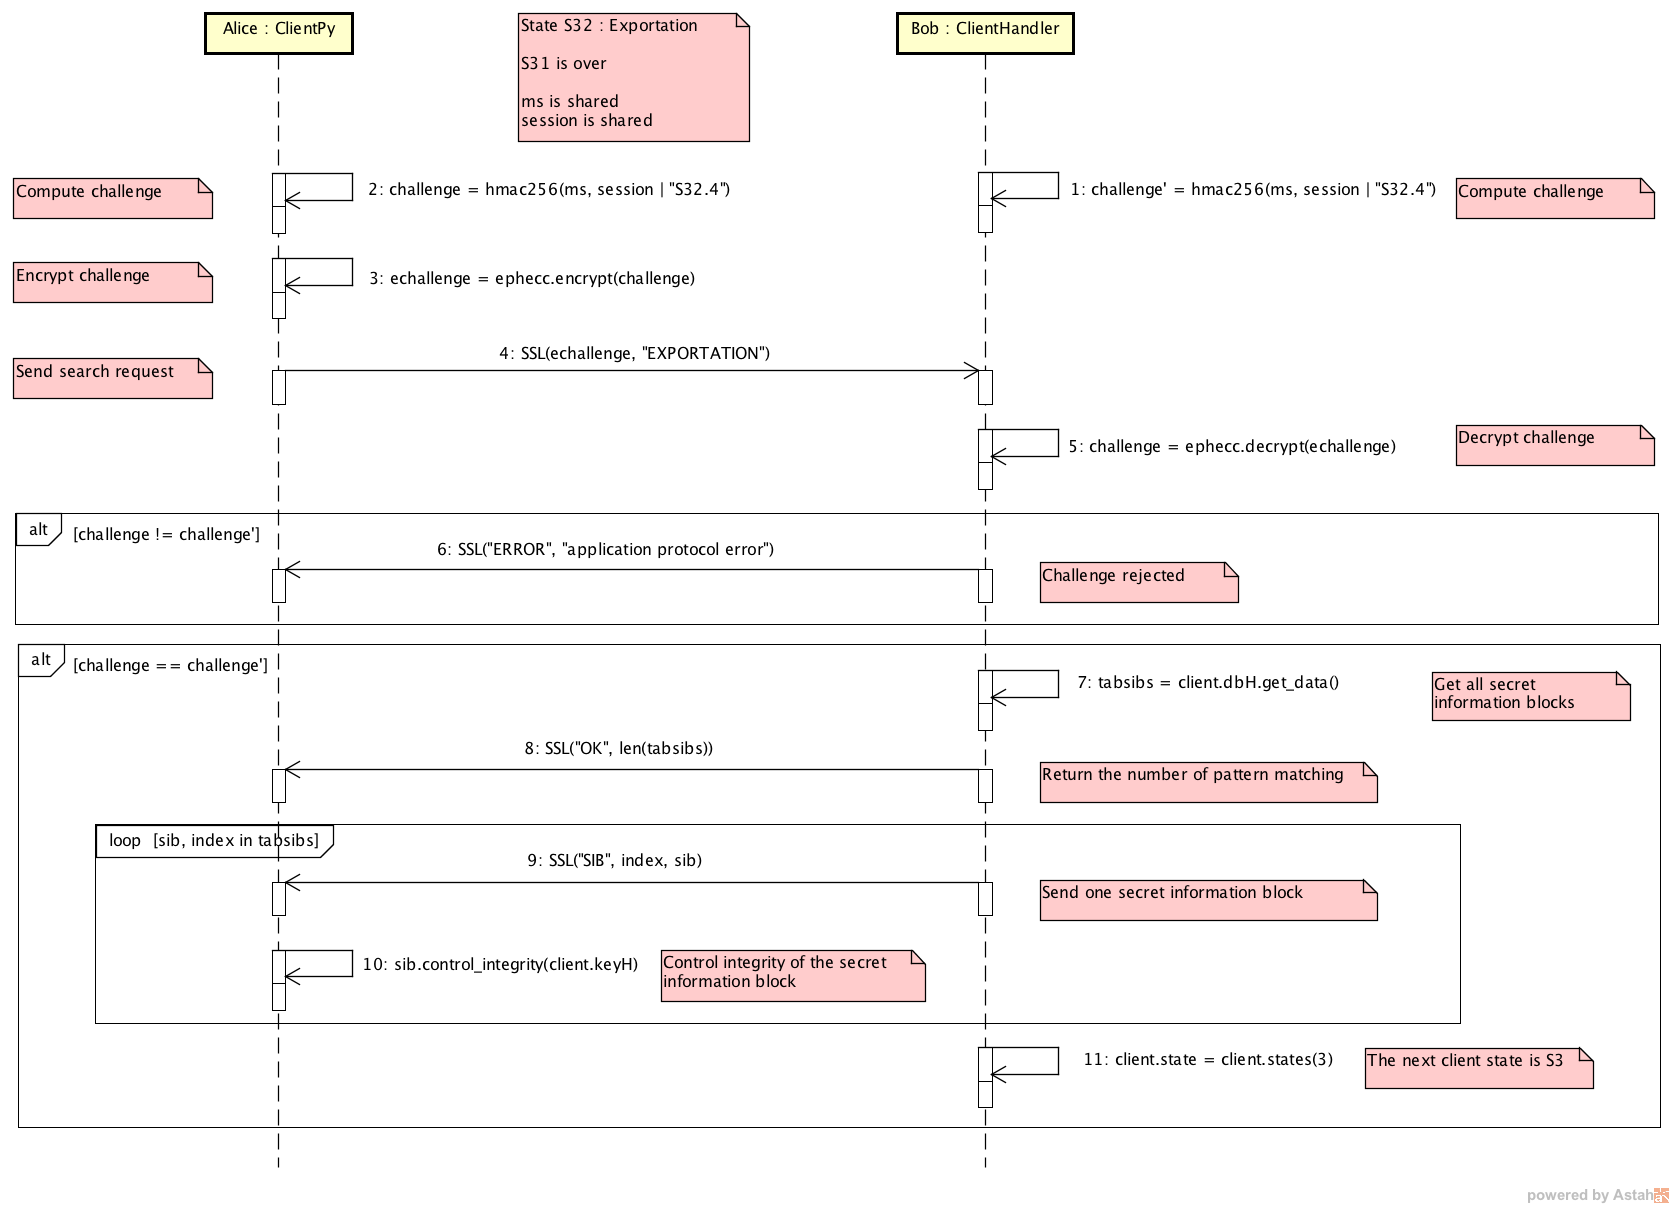 Alice : ClientPy
State S32 : Exportation
S31 is over
ms is shared
session is shared
Bob : ClientHandler
Compute challenge
2: challenge = hmac256(ms, session | "S32.4")
1: challenge' = hmac256(ms, session | "S32.4")
Compute challenge
Encrypt challenge
3: echallenge = ephecc.encrypt(challenge)
Send search request
4: SSL(echallenge, "EXPORTATION")
5: challenge = ephecc.decrypt(echallenge)
Decrypt challenge
alt
[challenge != challenge']
6: SSL("ERROR", "application protocol error")
Challenge rejected
alt
[challenge == challenge']
7: tabsibs = client.dbH.get_data()
Get all secret
information blocks
8: SSL("OK", len(tabsibs))
Return the number of pattern matching
loop [sib, index in tabsibs]
9: SSL("SIB", index, sib)
Send one secret information block
10: sib.control_integrity(client.keyH)
Control integrity of the secret
information block
11: client.state = client.states(3)
The next client state is S3
powered by Astah